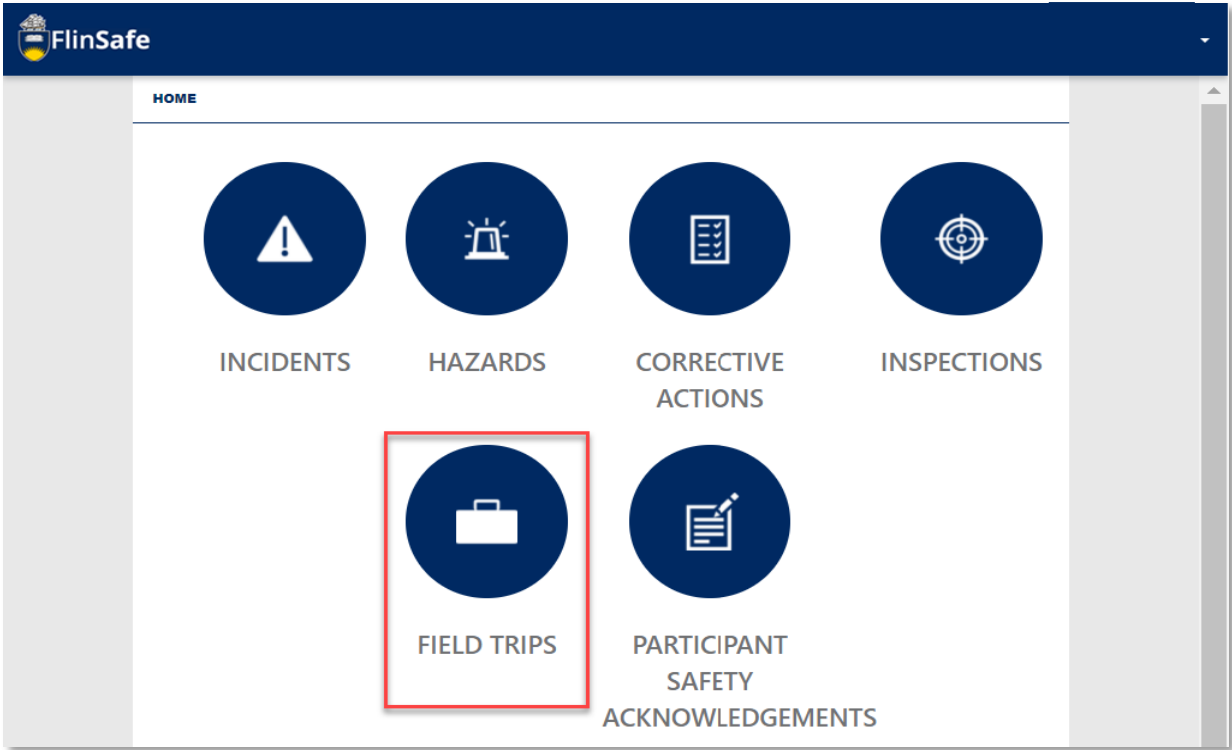 FlinSafe
HOME
INCIDENTS
HAZARDS
CORRECTIVE
ACTIONS
INSPECTIONS
FIELD TRIPS
PARTICIPANT
SAFETY
ACKNOWLEDGEMENTS